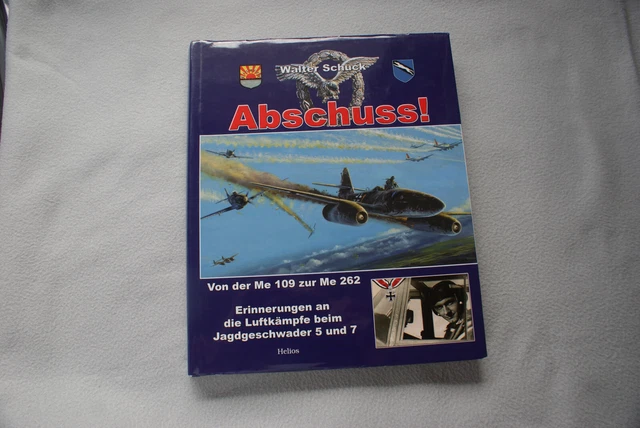 Walter Schuck
Abschuss!
Von der Me 109 zur Me 262
Erinnerungen an
die Luftkämpfe beim
Jagdgeschwader 5 und 7
Helios